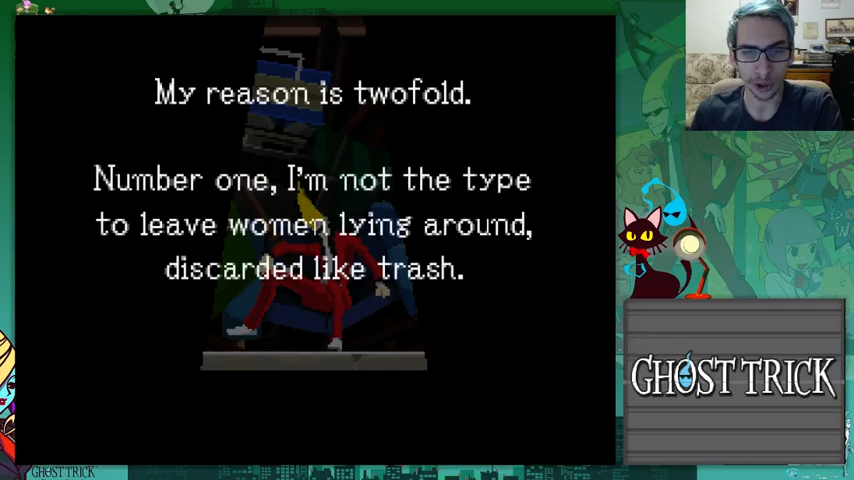 My reason is twofold.
Number one, I'm not the type
to leave women lying around,
discarded like trash.
GHOST TRICK
GHOST TRICK